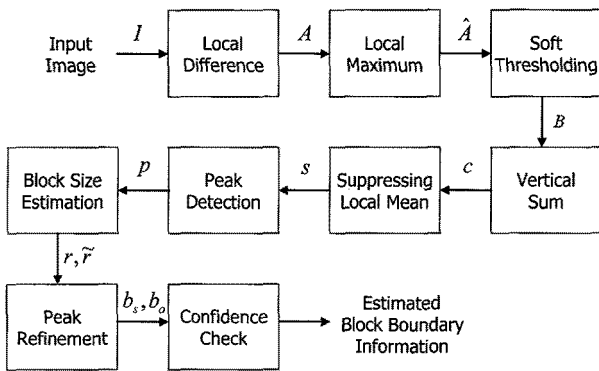 Input
Image
I
Local
Difference
A
Local
Maximum
Â
Soft
Thresholding
B
Vertical
Sum
c
Suppressing
Local Mean
s
Peak
Detection
p
Block Size
Estimation
r, r̃
Peak
Refinement
b_s, b_o
Confidence
Check
Estimated
Block Boundary
Information